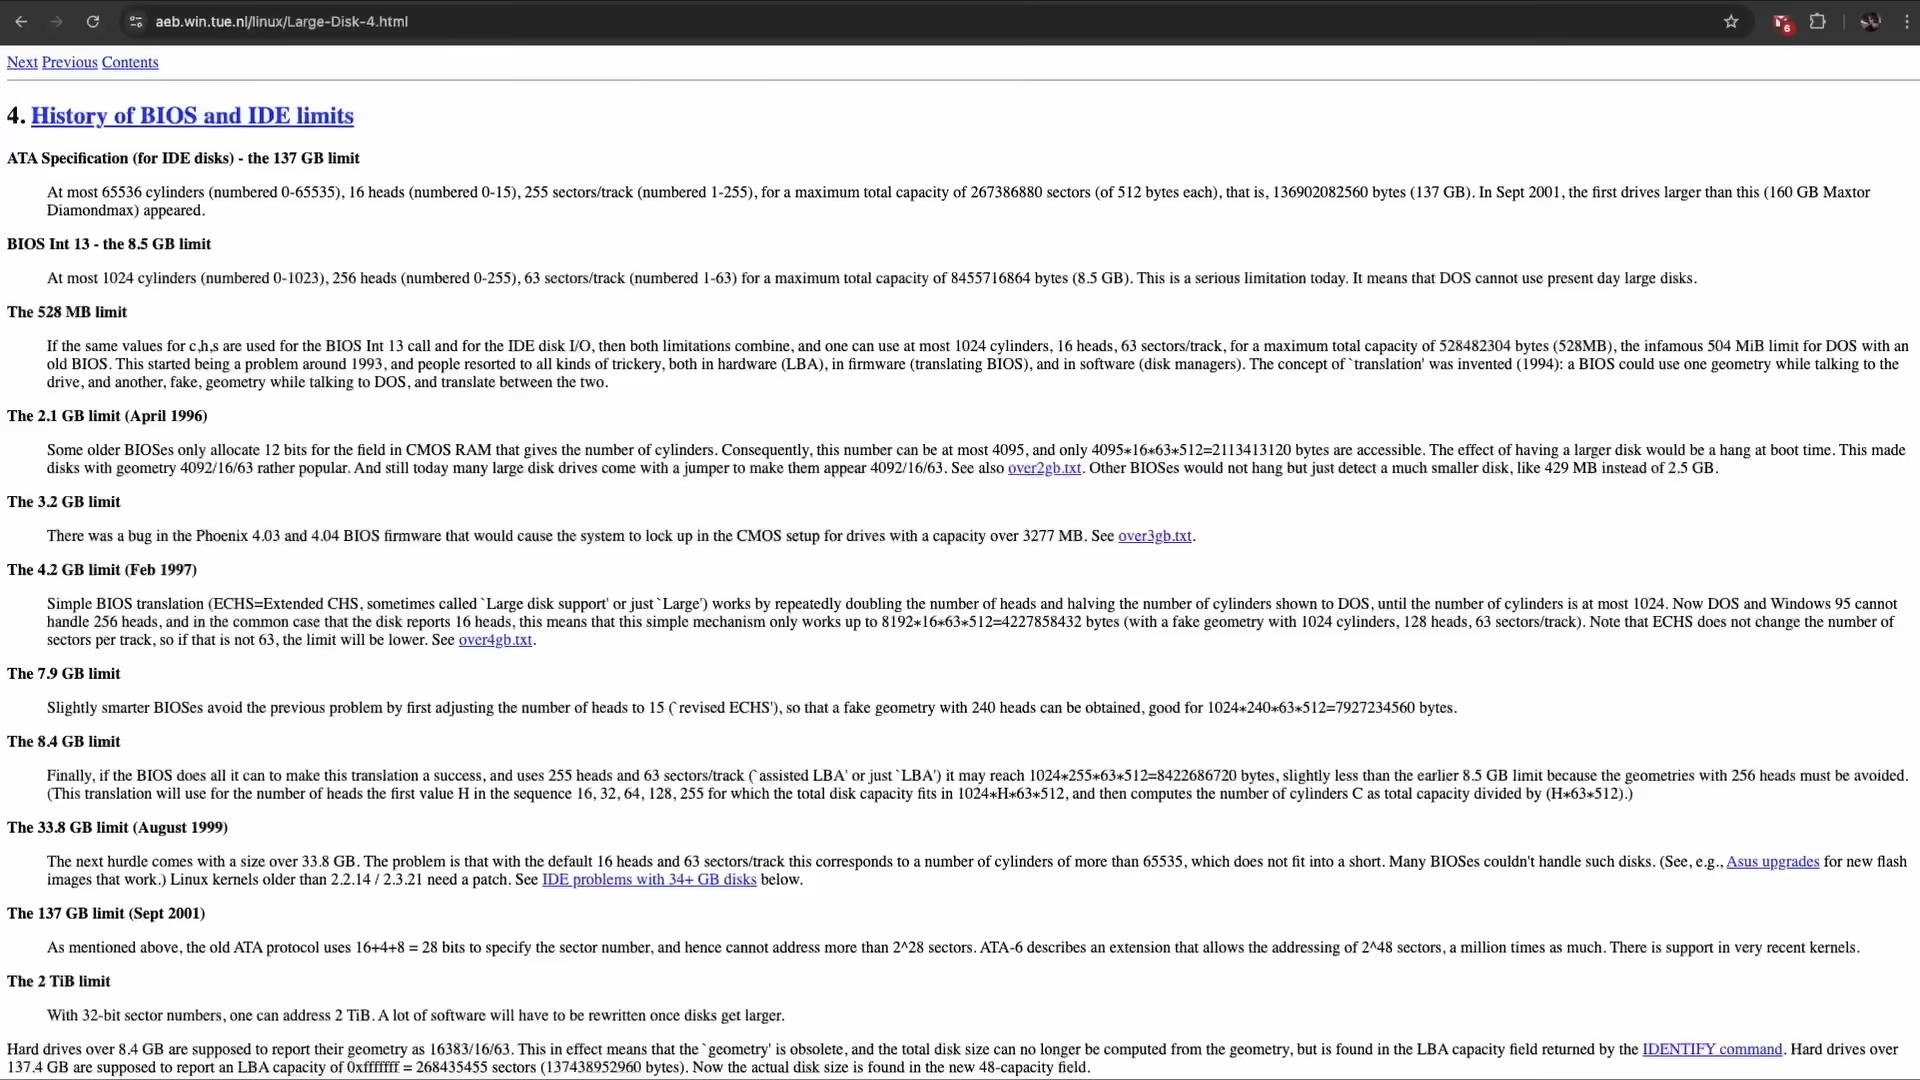 aeb.win.tue.nl/linux/Large-Disk-4.html
6
Next Previous Contents
4. History of BIOS and IDE limits
ATA Specification (for IDE disks) - the 137 GB limit
At most 65536 cylinders (numbered 0-65535), 16 heads (numbered 0-15), 255 sectors/track (numbered 1-255), for a maximum total capacity of 267386880 sectors (of 512 bytes each), that is, 136902082560 bytes (137 GB). In Sept 2001, the first drives larger than this (160 GB Maxtor
Diamondmax) appeared.
BIOS Int 13 - the 8.5 GB limit
At most 1024 cylinders (numbered 0-1023), 256 heads (numbered 0-255), 63 sectors/track (numbered 1-63) for a maximum total capacity of 8455716864 bytes (8.5 GB). This is a serious limitation today. It means that DOS cannot use present day large disks.
The 528 MB limit
If the same values for c,h,s are used for the BIOS Int 13 call and for the IDE disk I/O, then both limitations combine, and one can use at most 1024 cylinders, 16 heads, 63 sectors/track, for a maximum total capacity of 528482304 bytes (528MB), the infamous 504 MiB limit for DOS with an
old BIOS. This started being a problem around 1993, and people resorted to all kinds of trickery, both in hardware (LBA), in firmware (translating BIOS), and in software (disk managers). The concept of `translation' was invented (1994): a BIOS could use one geometry while talking to the
drive, and another, fake, geometry while talking to DOS, and translate between the two.
The 2.1 GB limit (April 1996)
Some older BIOSes only allocate 12 bits for the field in CMOS RAM that gives the number of cylinders. Consequently, this number can be at most 4095, and only 4095*16*63*512=2113413120 bytes are accessible. The effect of having a larger disk would be a hang at boot time. This made
disks with geometry 4092/16/63 rather popular. And still today many large disk drives come with a jumper to make them appear 4092/16/63. See also over2gb.txt. Other BIOSes would not hang but just detect a much smaller disk, like 429 MB instead of 2.5 GB.
The 3.2 GB limit
There was a bug in the Phoenix 4.03 and 4.04 BIOS firmware that would cause the system to lock up in the CMOS setup for drives with a capacity over 3277 MB. See over3gb.txt.
The 4.2 GB limit (Feb 1997)
Simple BIOS translation (ECHS=Extended CHS, sometimes called `Large disk support' or just `Large') works by repeatedly doubling the number of heads and halving the number of cylinders shown to DOS, until the number of cylinders is at most 1024. Now DOS and Windows 95 cannot
handle 256 heads, and in the common case that the disk reports 16 heads, this means that this simple mechanism only works up to 8192*16*63*512=4227858432 bytes (with a fake geometry with 1024 cylinders, 128 heads, 63 sectors/track). Note that ECHS does not change the number of
sectors per track, so if that is not 63, the limit will be lower. See over4gb.txt.
The 7.9 GB limit
Slightly smarter BIOSes avoid the previous problem by first adjusting the number of heads to 15 (`revised ECHS'), so that a fake geometry with 240 heads can be obtained, good for 1024*240*63*512=7927234560 bytes.
The 8.4 GB limit
Finally, if the BIOS does all it can to make this translation a success, and uses 255 heads and 63 sectors/track (`assisted LBA' or just `LBA') it may reach 1024*255*63*512=8422686720 bytes, slightly less than the earlier 8.5 GB limit because the geometries with 256 heads must be avoided.
(This translation will use for the number of heads the first value H in the sequence 16, 32, 64, 128, 255 for which the total disk capacity fits in 1024*H*63*512, and then computes the number of cylinders C as total capacity divided by (H*63*512).)
The 33.8 GB limit (August 1999)
The next hurdle comes with a size over 33.8 GB. The problem is that with the default 16 heads and 63 sectors/track this corresponds to a number of cylinders of more than 65535, which does not fit into a short. Many BIOSes couldn't handle such disks. (See, e.g., Asus upgrades for new flash
images that work.) Linux kernels older than 2.2.14 / 2.3.21 need a patch. See IDE problems with 34+ GB disks below.
The 137 GB limit (Sept 2001)
As mentioned above, the old ATA protocol uses 16+4+8 = 28 bits to specify the sector number, and hence cannot address more than 2^28 sectors. ATA-6 describes an extension that allows the addressing of 2^48 sectors, a million times as much. There is support in very recent kernels.
The 2 TiB limit
With 32-bit sector numbers, one can address 2 TiB. A lot of software will have to be rewritten once disks get larger.
Hard drives over 8.4 GB are supposed to report their geometry as 16383/16/63. This in effect means that the `geometry' is obsolete, and the total disk size can no longer be computed from the geometry, but is found in the LBA capacity field returned by the IDENTIFY command. Hard drives over
137.4 GB are supposed to report an LBA capacity of 0xfffffff = 268435455 sectors (137438952960 bytes). Now the actual disk size is found in the new 48-capacity field.